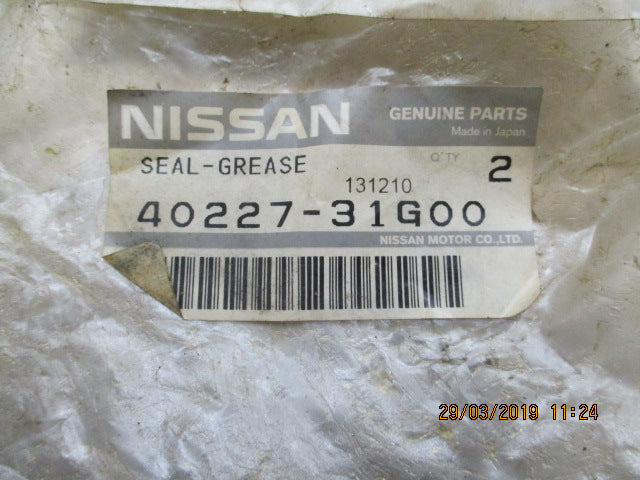 NISSAN GENUINE PARTS
Made in Japan
SEAL-GREASE Q'TY 2
131210
40227-31G00
NISSAN MOTOR CO.,LTD.
29/03/2019 11:24